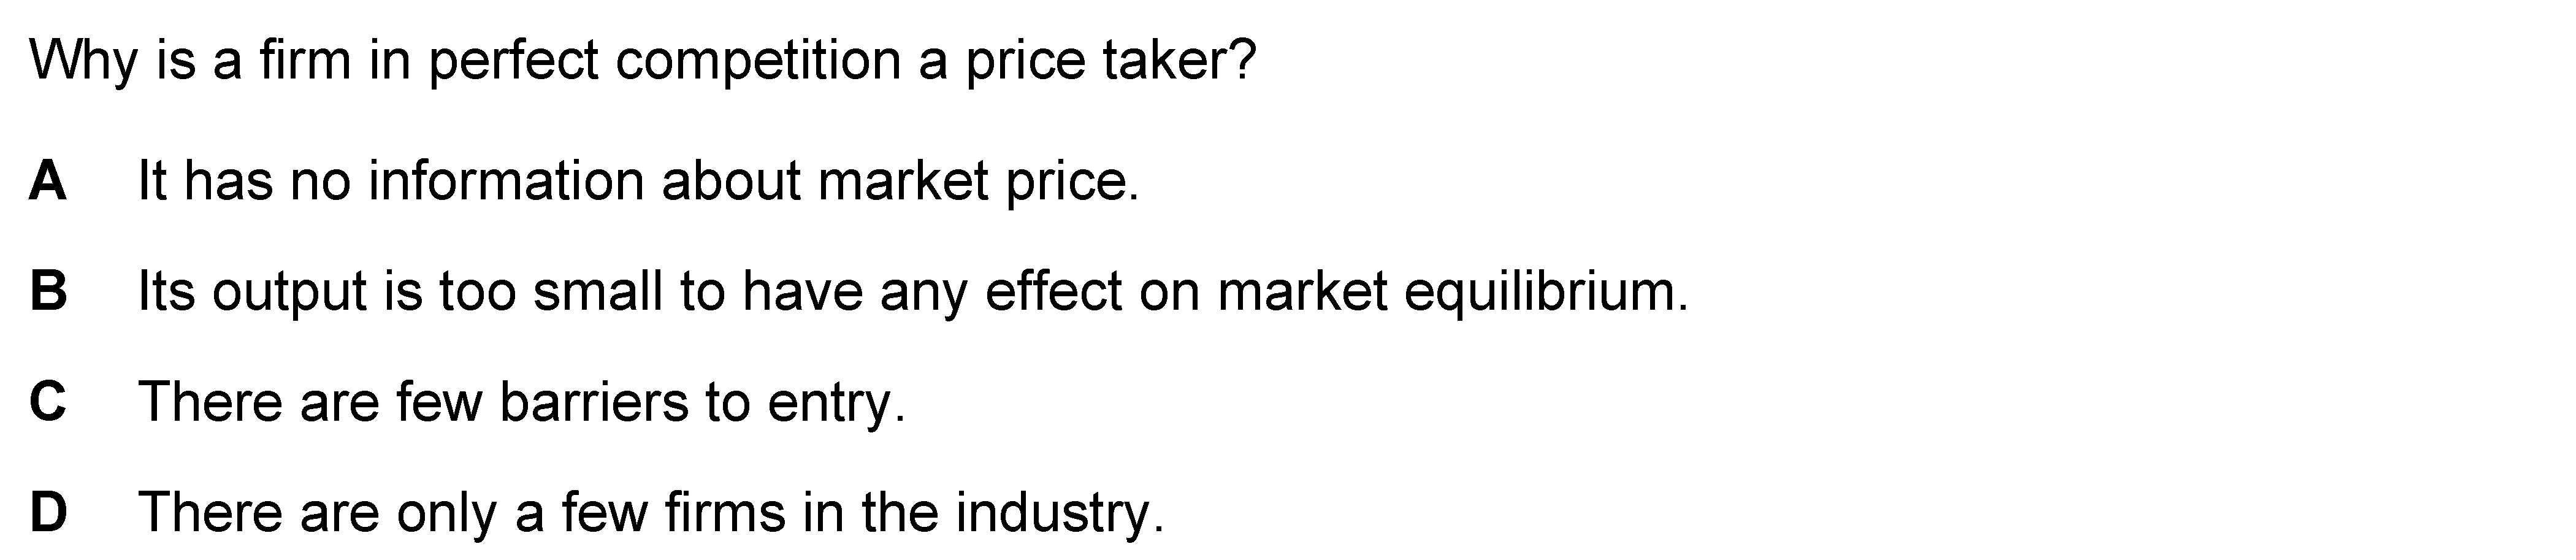 Why is a firm in perfect competition a price taker?
A It has no information about market price.
B Its output is too small to have any effect on market equilibrium.
C There are few barriers to entry.
D There are only a few firms in the industry.